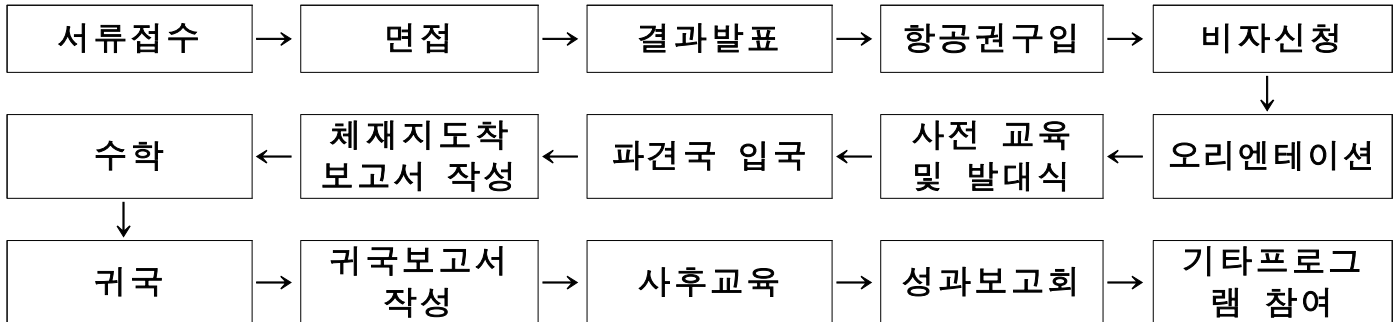 서류접수 → 면접 → 결과발표 → 항공권구입 → 비자신청
↓
오리엔테이션
←
사전 교육
및 발대식
←
파견국 입국
←
체재지도착
보고서 작성
←
수학
↓
귀국
→
귀국보고서
작성
→
사후교육
→
성과보고회
→
기타프로그
램 참여